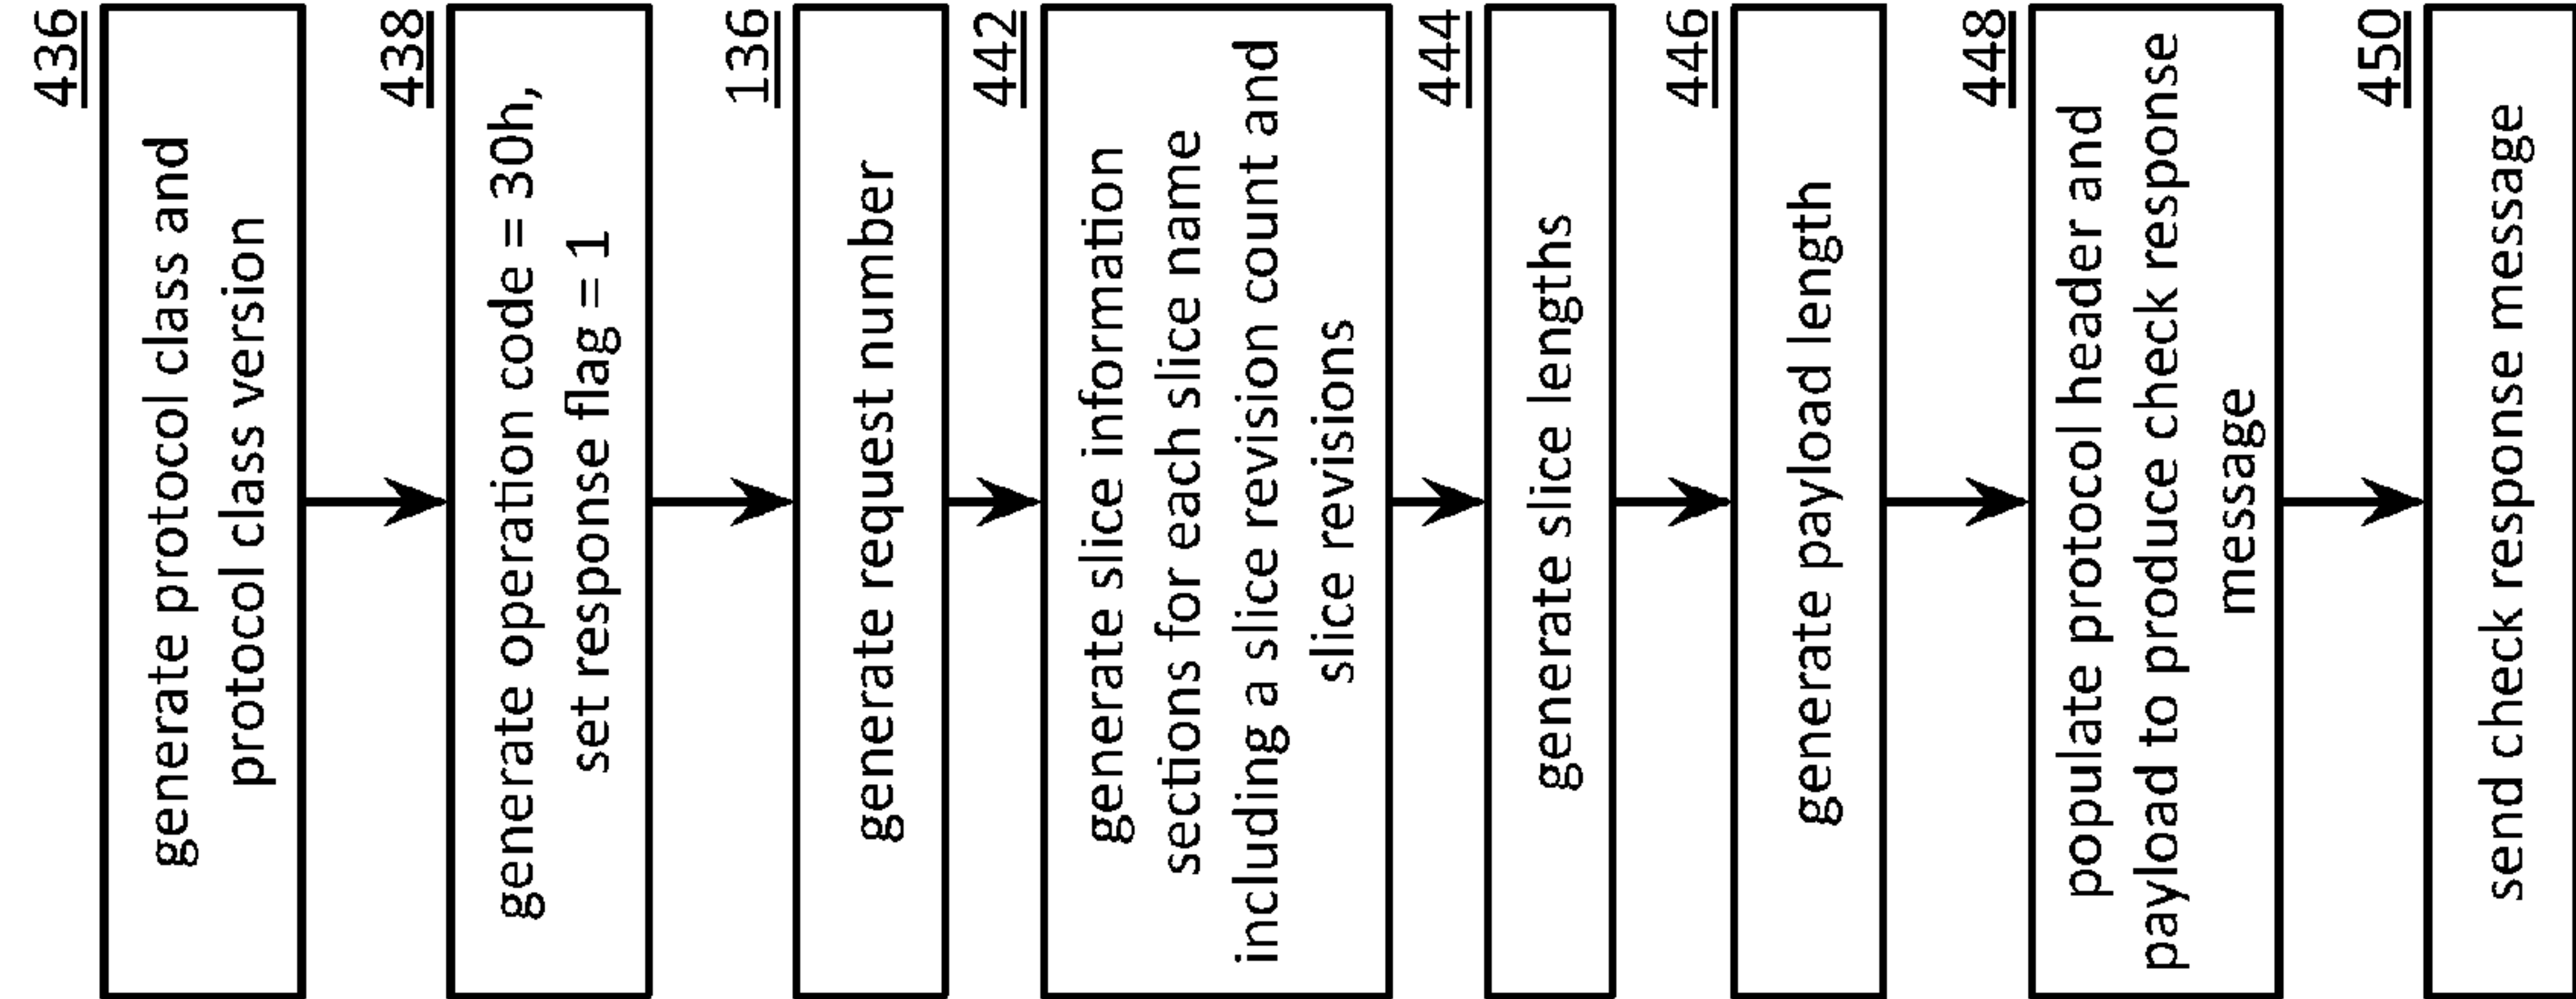 436
generate protocol class and
protocol class version
438
generate operation code = 30h,
set response flag = 1
136
generate request number
442
generate slice information
sections for each slice name
including a slice revision count and
slice revisions
444
generate slice lengths
446
generate payload length
448
populate protocol header and
payload to produce check response
message
450
send check response message